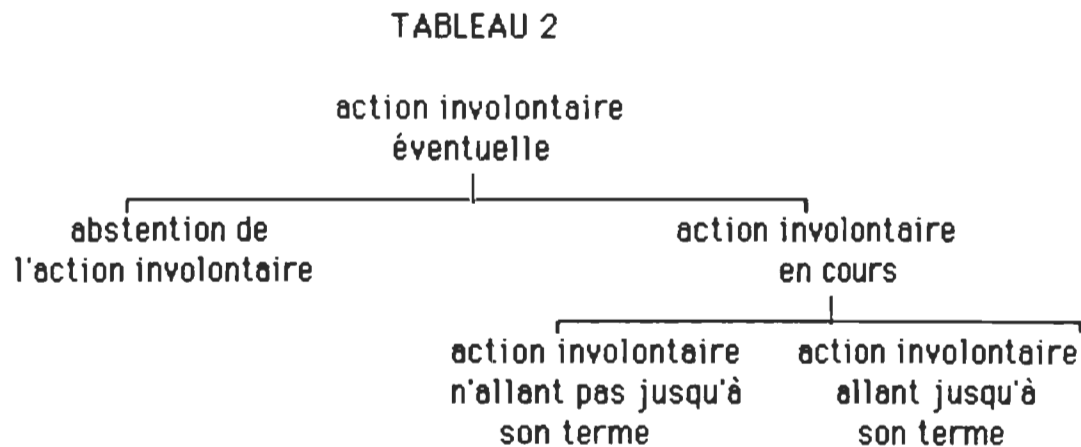 TABLEAU 2
action involontaire
éventuelle
abstention de
l'action involontaire
action involontaire
en cours
action involontaire
n'allant pas jusqu'à
son terme
action involontaire
allant jusqu'à
son terme